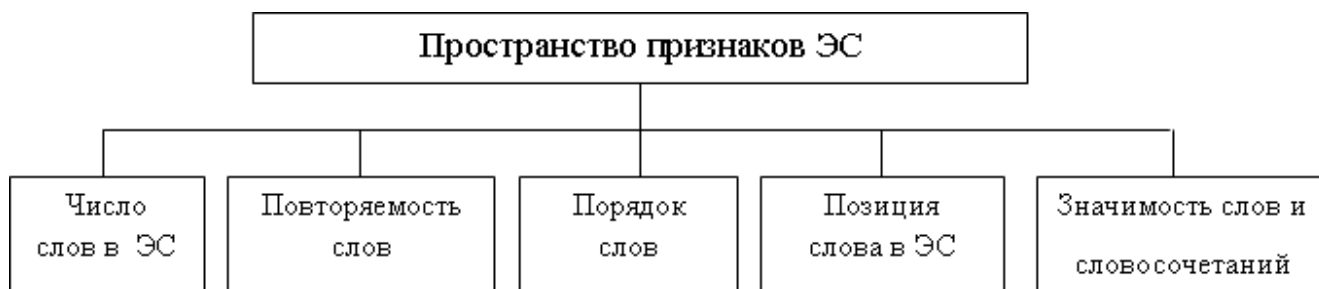 Пространство признаков ЭС
Число
слов в ЭС
Повторяемость
слов
Порядок
слов
Позиция
слова в ЭС
Значимость слов и
словосочетаний